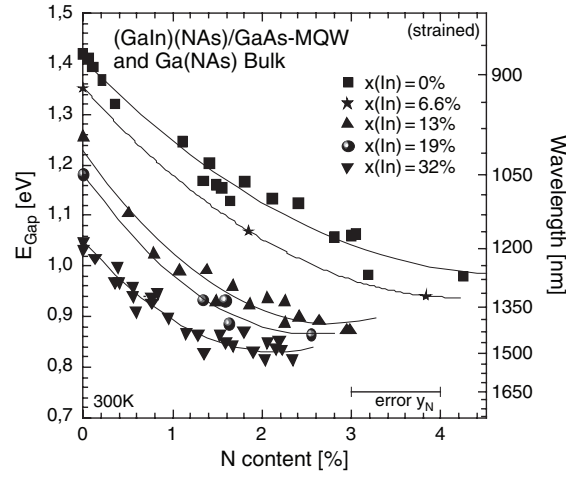 (GaIn)(NAs)/GaAs-MQW
and Ga(NAs) Bulk
(strained)
x(In) = 0%
x(In) = 6.6%
x(In) = 13%
x(In) = 19%
x(In) = 32%
1,5
1,4
1,3
1,2
1,1
1,0
0,9
0,8
0,7
E_Gap [eV]
900
1050
1200
1350
1500
1650
Wavelength [nm]
300K
error y_N
0 1 2 3 4
N content [%]